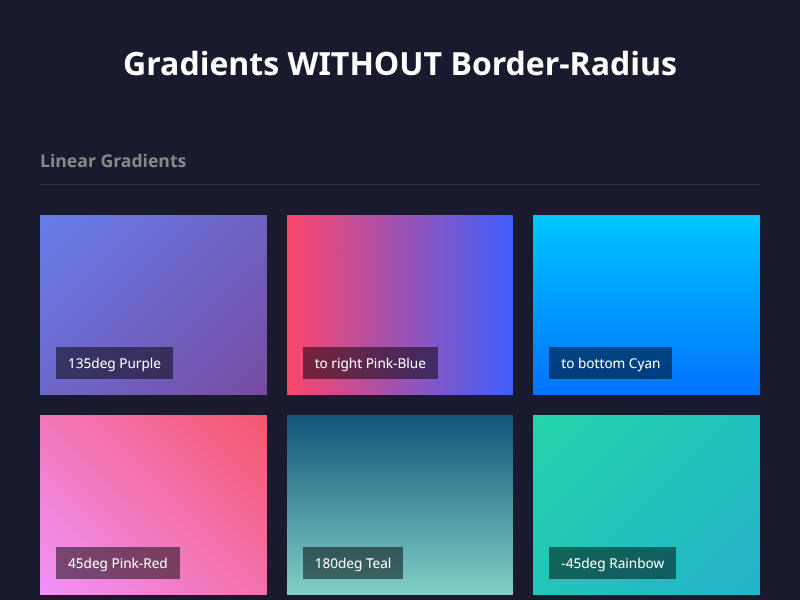 Gradients WITHOUT Border-Radius
Linear Gradients
135deg Purple
to right Pink-Blue
to bottom Cyan
45deg Pink-Red
180deg Teal
-45deg Rainbow